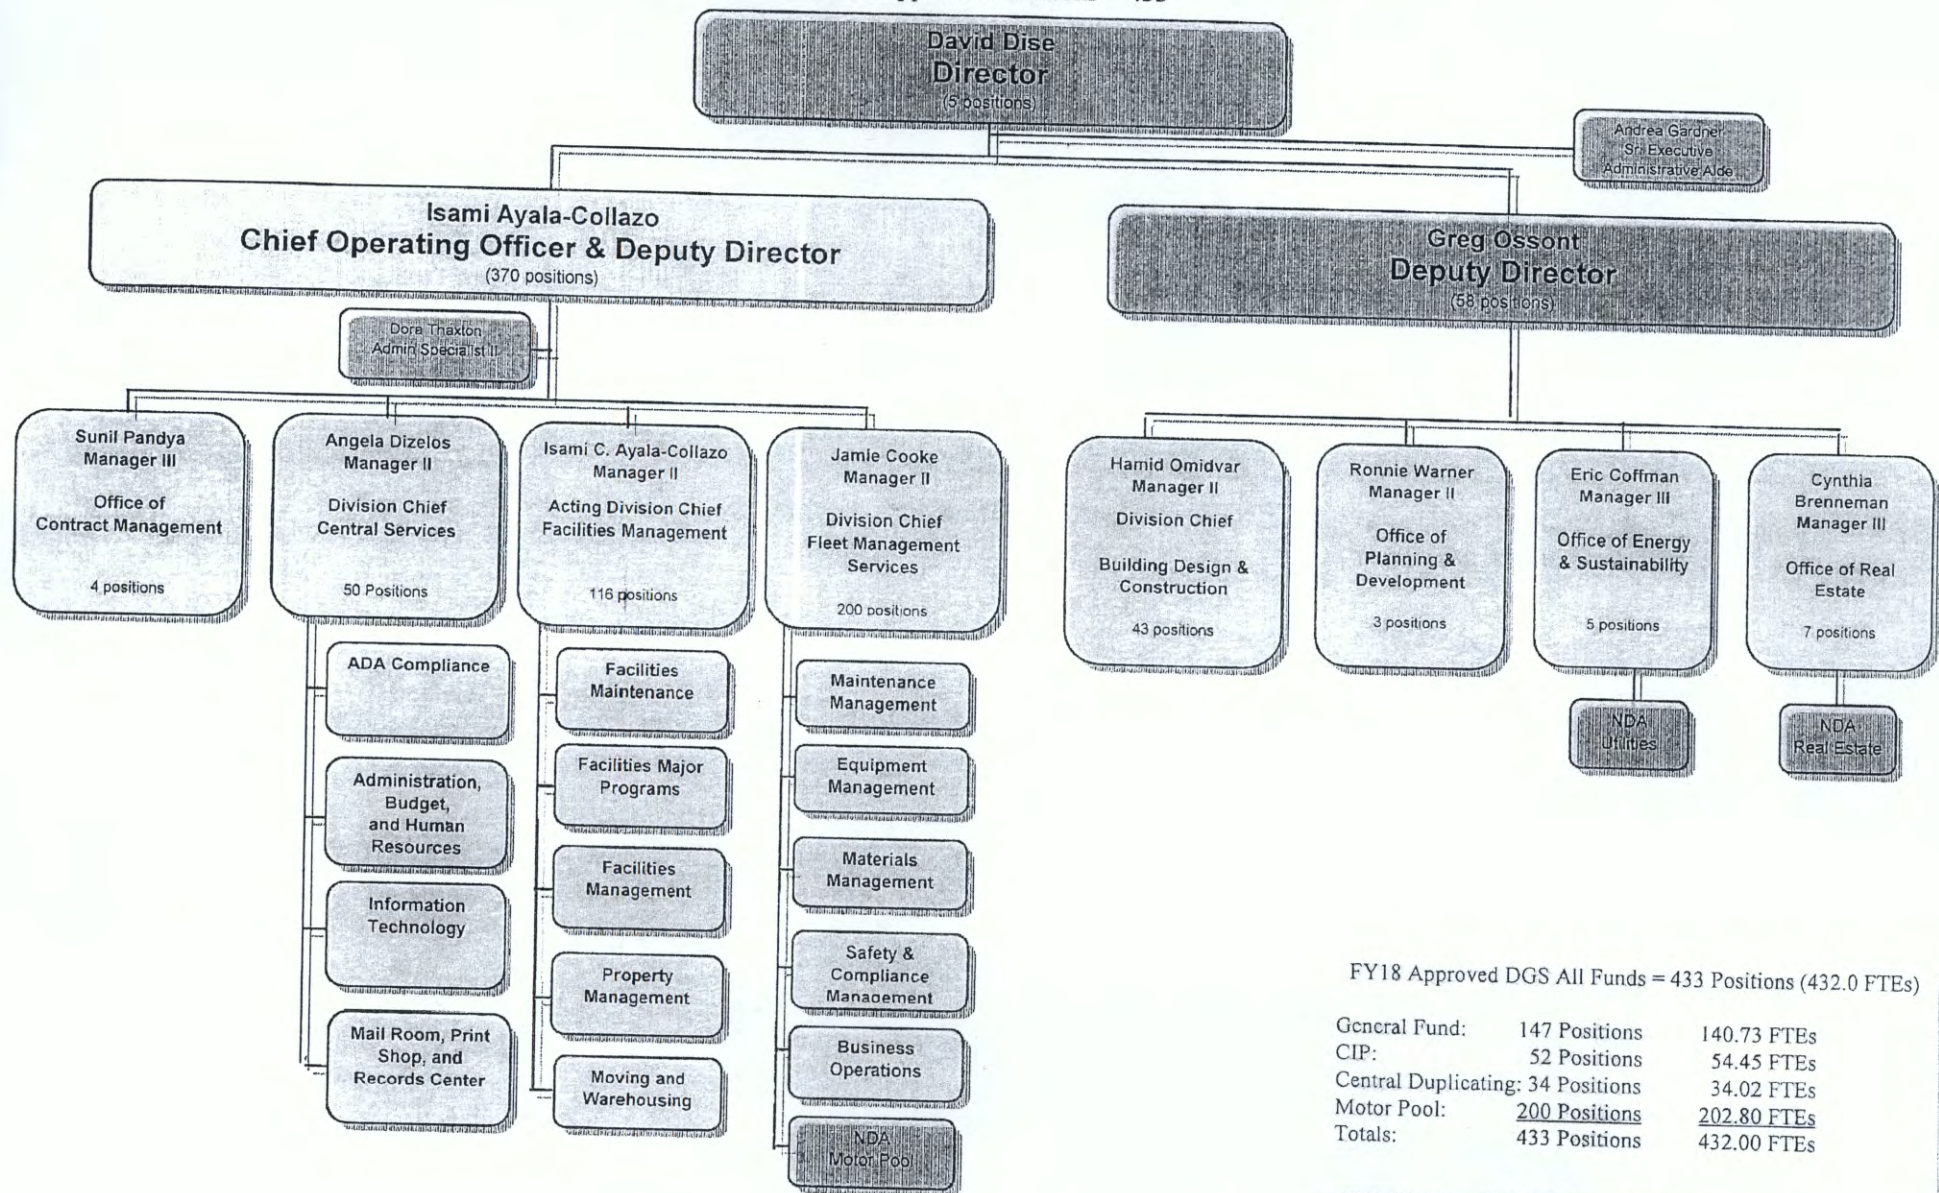 433
David Dise
Director
(5 positions)
Andrea Gardner
Sr. Executive
Administrative Aide
Isami Ayala-Collazo
Chief Operating Officer & Deputy Director
(370 positions)
Greg Ossont
Deputy Director
(58 positions)
Dora Thaxton
Admin Specialist II
Sunil Pandya
Manager III
Office of
Contract Management
4 positions
Angela Dizelos
Manager II
Division Chief
Central Services
50 Positions
Isami C. Ayala-Collazo
Manager II
Acting Division Chief
Facilities Management
116 positions
Jamie Cooke
Manager II
Division Chief
Fleet Management
Services
200 positions
Hamid Omidvar
Manager II
Division Chief
Building Design &
Construction
43 positions
Ronnie Warner
Manager II
Office of
Planning &
Development
3 positions
Eric Coffman
Manager III
Office of Energy
& Sustainability
5 positions
Cynthia
Brenneman
Manager III
Office of Real
Estate
7 positions
ADA Compliance
Administration,
Budget,
and Human
Resources
Information
Technology
Mail Room, Print
Shop, and
Records Center
Facilities
Maintenance
Facilities Major
Programs
Facilities
Management
Property
Management
Moving and
Warehousing
Maintenance
Management
Equipment
Management
Materials
Management
Safety &
Compliance
Management
Business
Operations
NDA
Motor Pool
NDA
Utilities
NDA
Real Estate
FY18 Approved DGS All Funds = 433 Positions (432.0 FTEs)
General Fund: 147 Positions 140.73 FTEs
CIP: 52 Positions 54.45 FTEs
Central Duplicating: 34 Positions 34.02 FTEs
Motor Pool: 200 Positions 202.80 FTEs
Totals: 433 Positions 432.00 FTEs